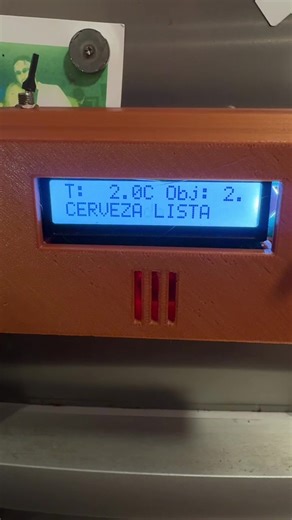 T:  2.0C Obj: 2.
CERVEZA LISTA